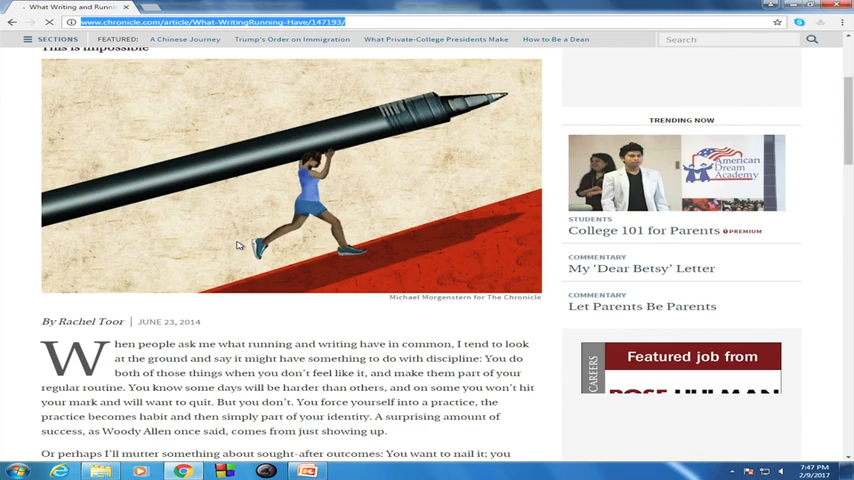 What Writing and Runni
www.chronicle.com/article/What-WritingRunning-Have/147193/
SECTIONS
FEATURED:
A Chinese Journey
Trump's Order on Immigration
What Private-College Presidents Make
How to Be a Dean
Search
This is Impossible
TRENDING NOW
American
Dream
Academy
STUDENTS
College 101 for Parents
PREMIUM
COMMENTARY
My 'Dear Betsy' Letter
COMMENTARY
Let Parents Be Parents
Michael Morgenstern for The Chronicle
By Rachel Toor
JUNE 23, 2014
When people ask me what running and writing have in common, I tend to look
at the ground and say it might have something to do with discipline: You do
both of those things when you don't feel like it, and make them part of your
regular routine. You know some days will be harder than others, and on some you won't hit
your mark and will want to quit. But you don't. You force yourself into a practice, the
practice becomes habit and then simply part of your identity. A surprising amount of
success, as Woody Allen once said, comes from just showing up.
Or perhaps I'll mutter something about sought-after outcomes: You want to nail it; you
CAREERS
Featured job from
ROSE-HULMAN
7:47 PM
2/9/2017